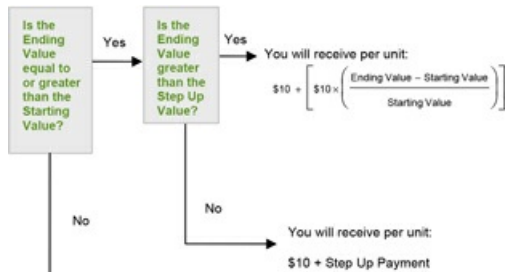 Is the
Ending
Value
equal to
or greater
than the
Starting
Value?
Yes
Is the
Ending
Value
greater
than the
Step Up
Value?
Yes
You will receive per unit:
$10 + [ $10 × ( Ending Value – Starting Value
Starting Value ) ]
No
No
You will receive per unit:
$10 + Step Up Payment